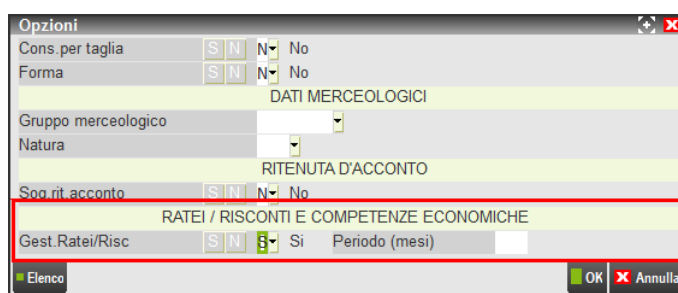 Opzioni
Cons.per taglia S N N No
Forma S N N No
DATI MERCEOLOGICI
Gruppo merceologico
Natura
RITENUTA D'ACCONTO
Sog.rit.acconto S N N No
RATEI / RISCONTI E COMPETENZE ECONOMICHE
Gest.Ratei/Risc S N S Si Periodo (mesi)
Elenco OK Annulla